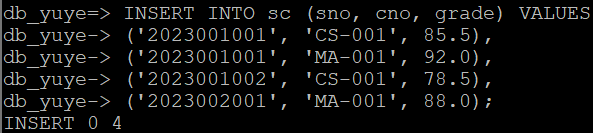 db_yuye=> INSERT INTO sc (sno, cno, grade) VALUES
db_yuye-> ('2023001001', 'CS-001', 85.5),
db_yuye-> ('2023001001', 'MA-001', 92.0),
db_yuye-> ('2023001002', 'CS-001', 78.5),
db_yuye-> ('2023002001', 'MA-001', 88.0);
INSERT 0 4